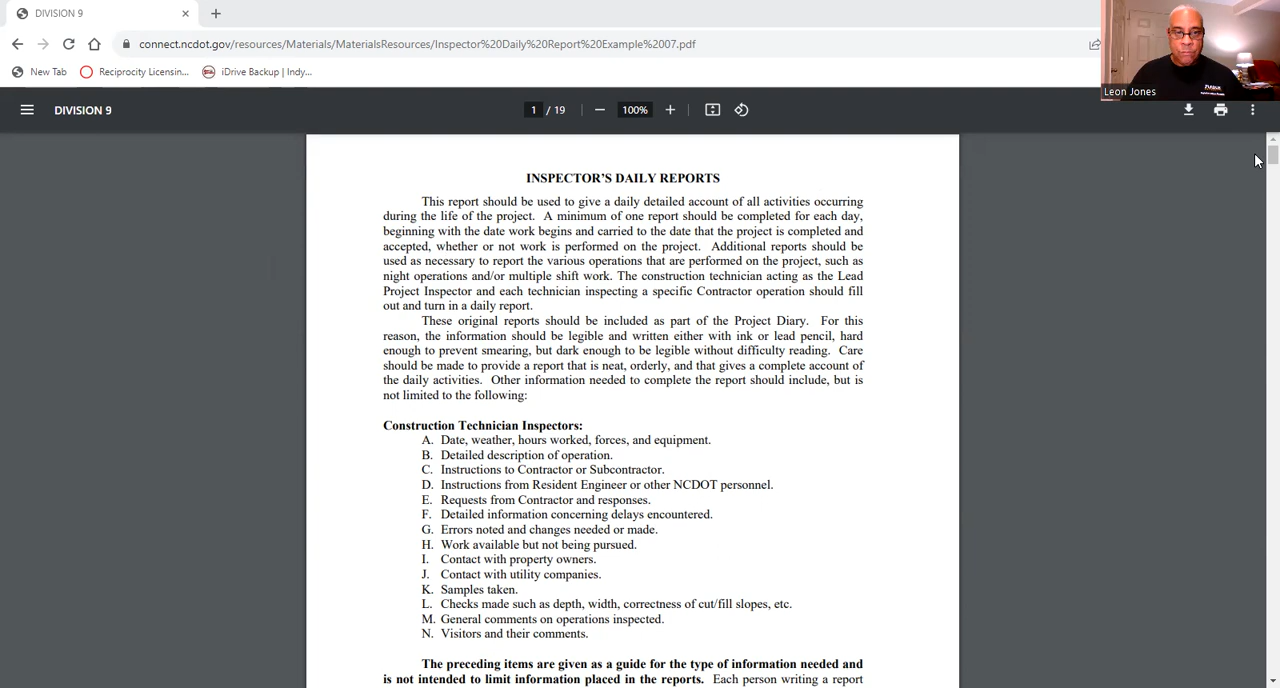 DIVISION 9
connect.ncdot.gov/resources/Materials/MaterialsResources/Inspector%20Daily%20Report%20Example%2007.pdf
New Tab
Reciprocity Licensin...
iDrive Backup | Indy...
Leon Jones
DIVISION 9
1 / 19
100%
INSPECTOR'S DAILY REPORTS
This report should be used to give a daily detailed account of all activities occurring
during the life of the project. A minimum of one report should be completed for each day,
beginning with the date work begins and carried to the date that the project is completed and
accepted, whether or not work is performed on the project. Additional reports should be
used as necessary to report the various operations that are performed on the project, such as
night operations and/or multiple shift work. The construction technician acting as the Lead
Project Inspector and each technician inspecting a specific Contractor operation should fill
out and turn in a daily report.
These original reports should be included as part of the Project Diary. For this
reason, the information should be legible and written either with ink or lead pencil, hard
enough to prevent smearing, but dark enough to be legible without difficulty reading. Care
should be made to provide a report that is neat, orderly, and that gives a complete account of
the daily activities. Other information needed to complete the report should include, but is
not limited to the following:
Construction Technician Inspectors:
A. Date, weather, hours worked, forces, and equipment.
B. Detailed description of operation.
C. Instructions to Contractor or Subcontractor.
D. Instructions from Resident Engineer or other NCDOT personnel.
E. Requests from Contractor and responses.
F. Detailed information concerning delays encountered.
G. Errors noted and changes needed or made.
H. Work available but not being pursued.
I. Contact with property owners.
J. Contact with utility companies.
K. Samples taken.
L. Checks made such as depth, width, correctness of cut/fill slopes, etc.
M. General comments on operations inspected.
N. Visitors and their comments.
The preceding items are given as a guide for the type of information needed and
is not intended to limit information placed in the reports. Each person writing a report